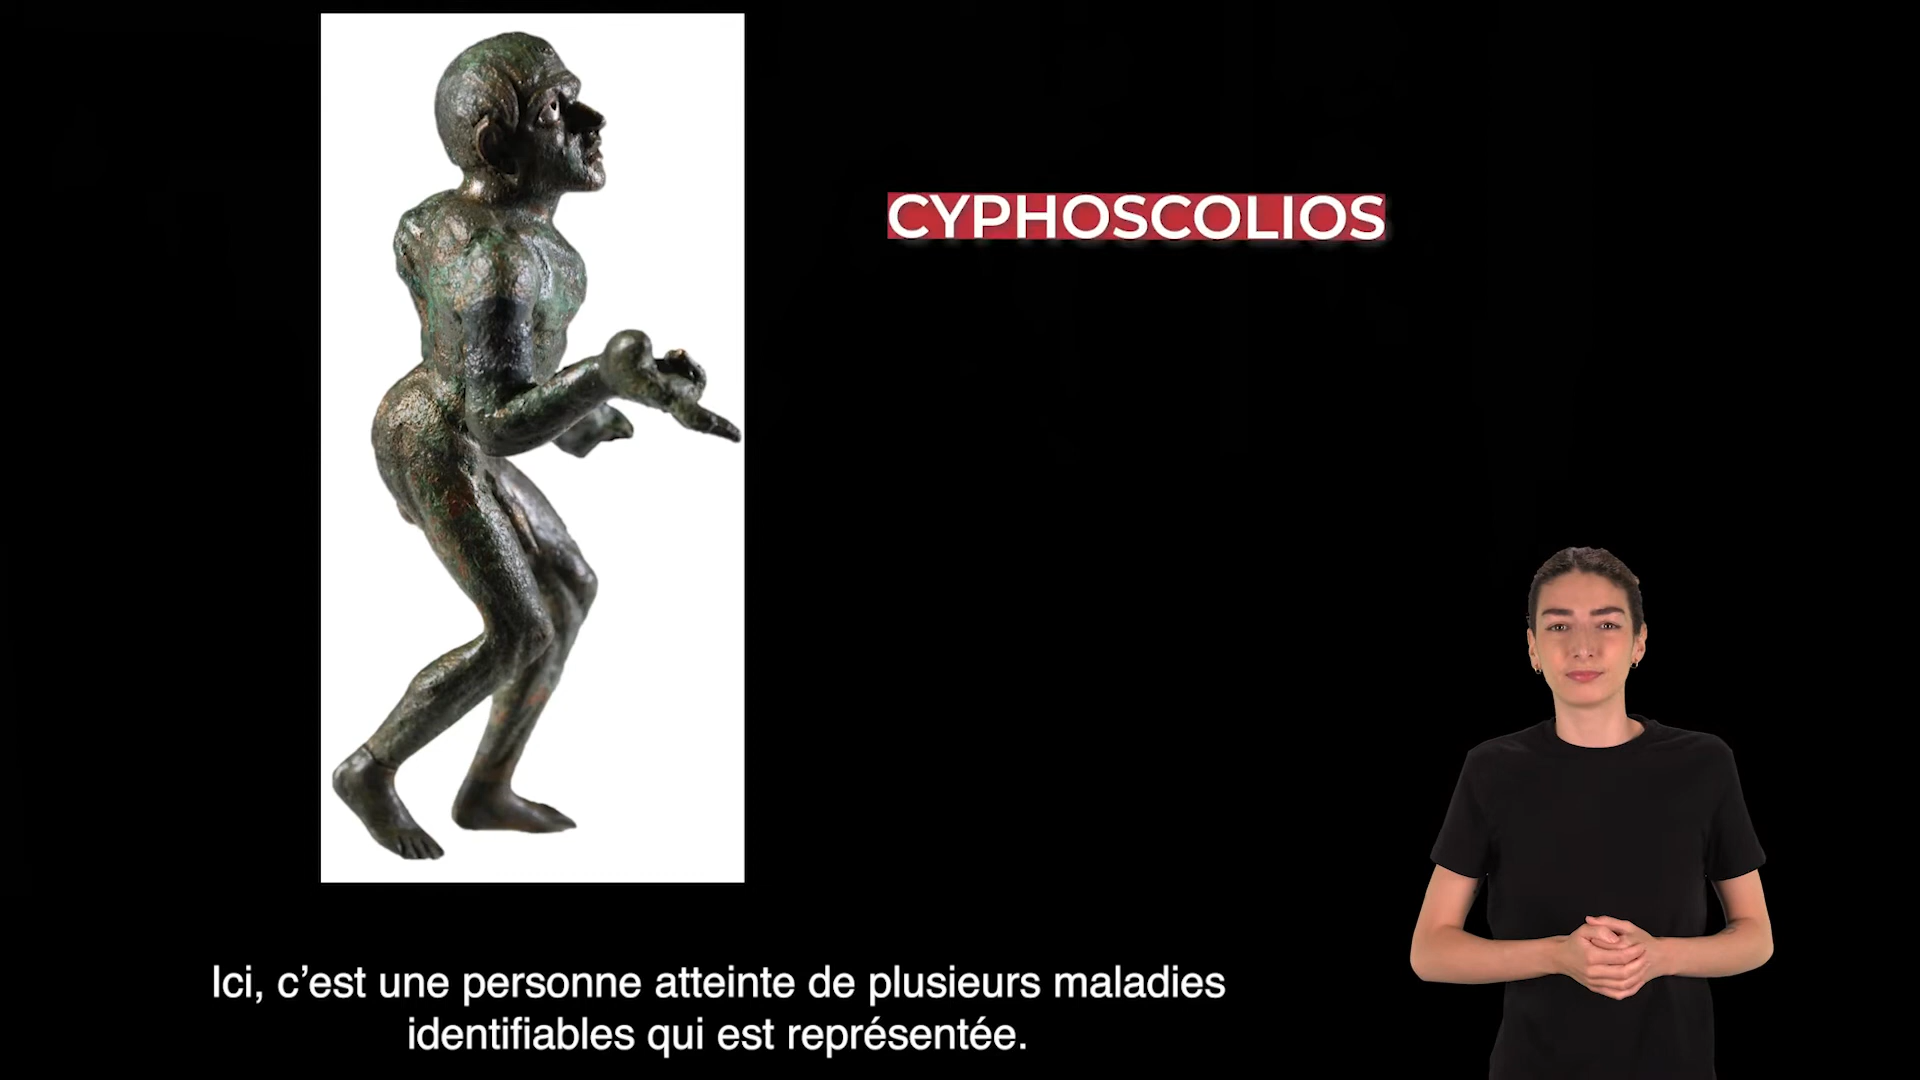 CYPHOSCOLIOS
Ici, c’est une personne atteinte de plusieurs maladies
identifiables qui est représentée.